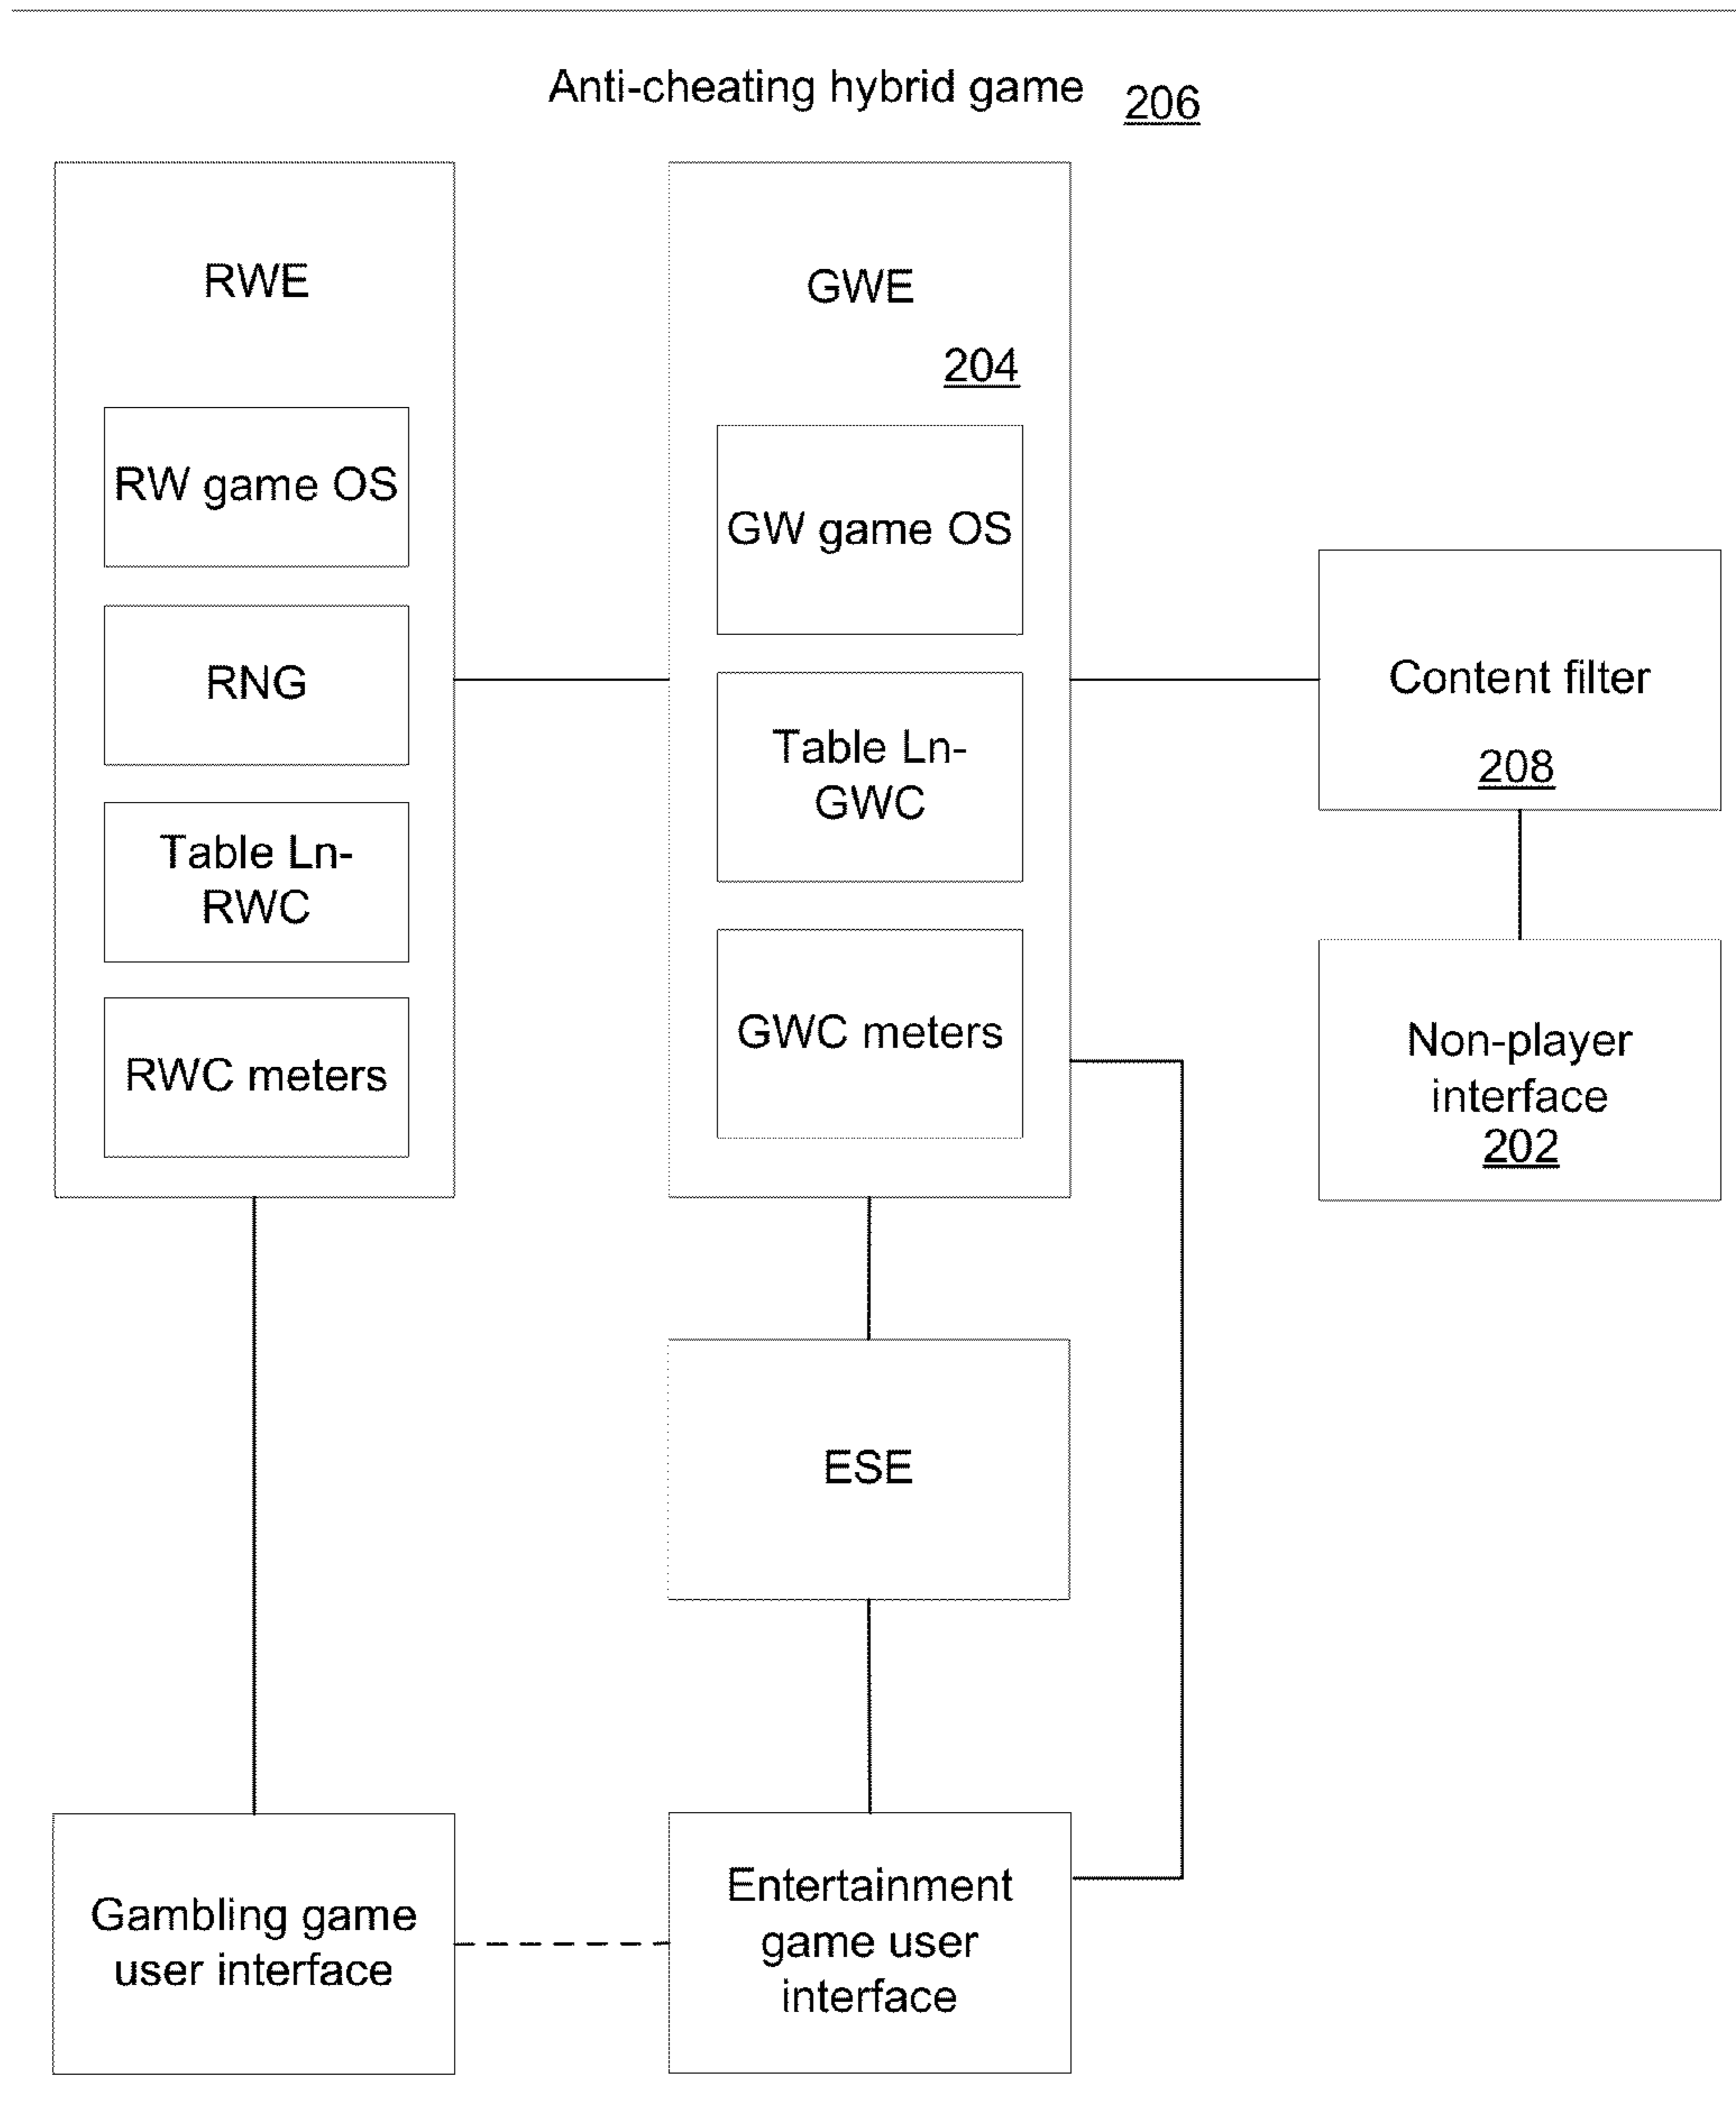 Anti-cheating hybrid game 206
RWE
RW game OS
RNG
Table Ln-
RWC
RWC meters
GWE
204
GW game OS
Table Ln-
GWC
GWC meters
Content filter
208
Non-player
interface
202
ESE
Gambling game
user interface
Entertainment
game user
interface